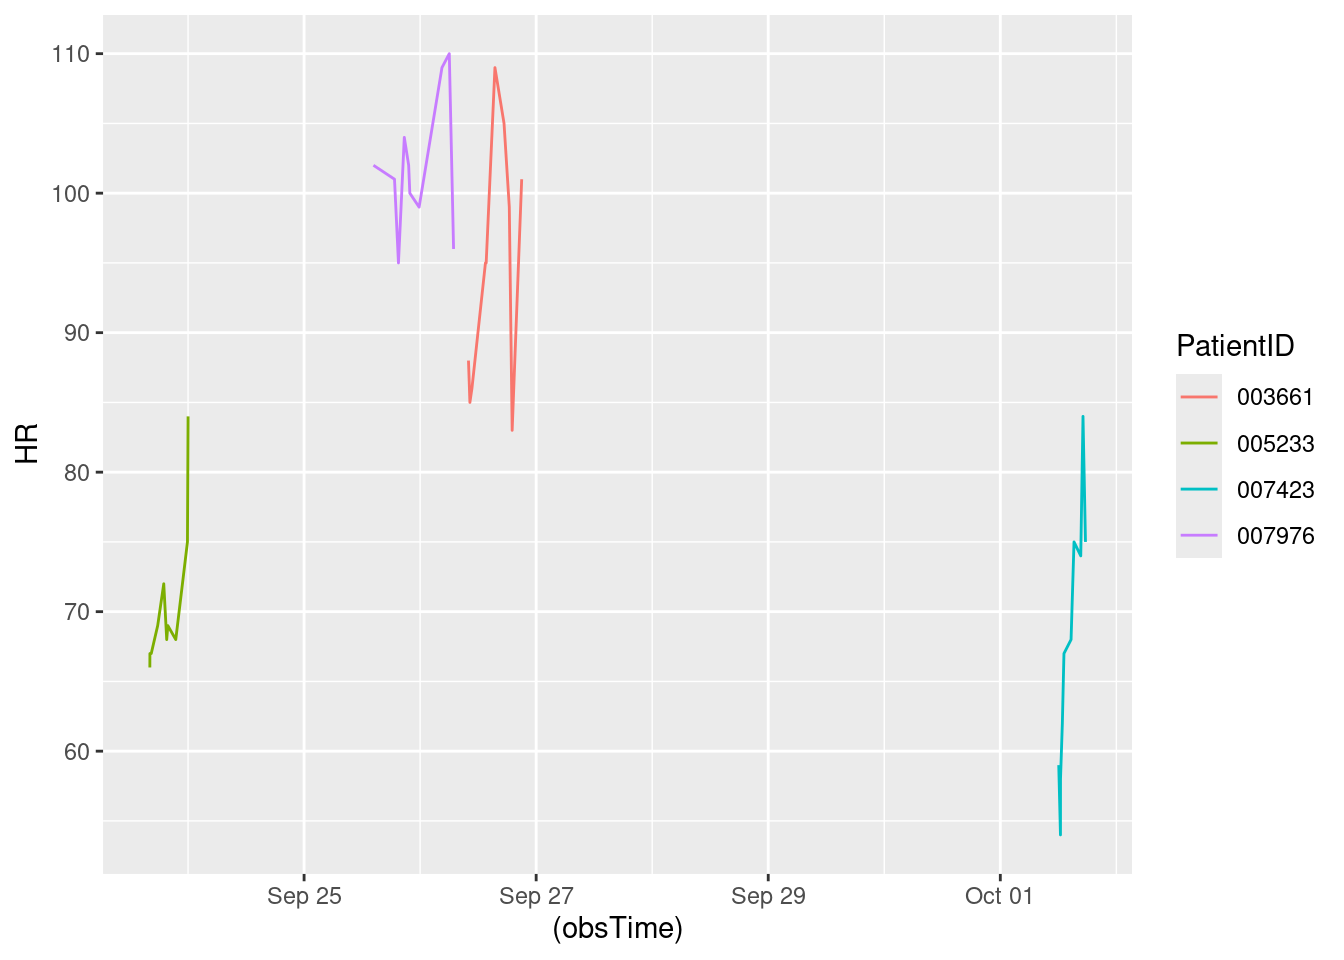 110
100
90
80
70
60
HR
Sep 25
Sep 27
Sep 29
Oct 01
(obsTime)
PatientID
003661
005233
007423
007976